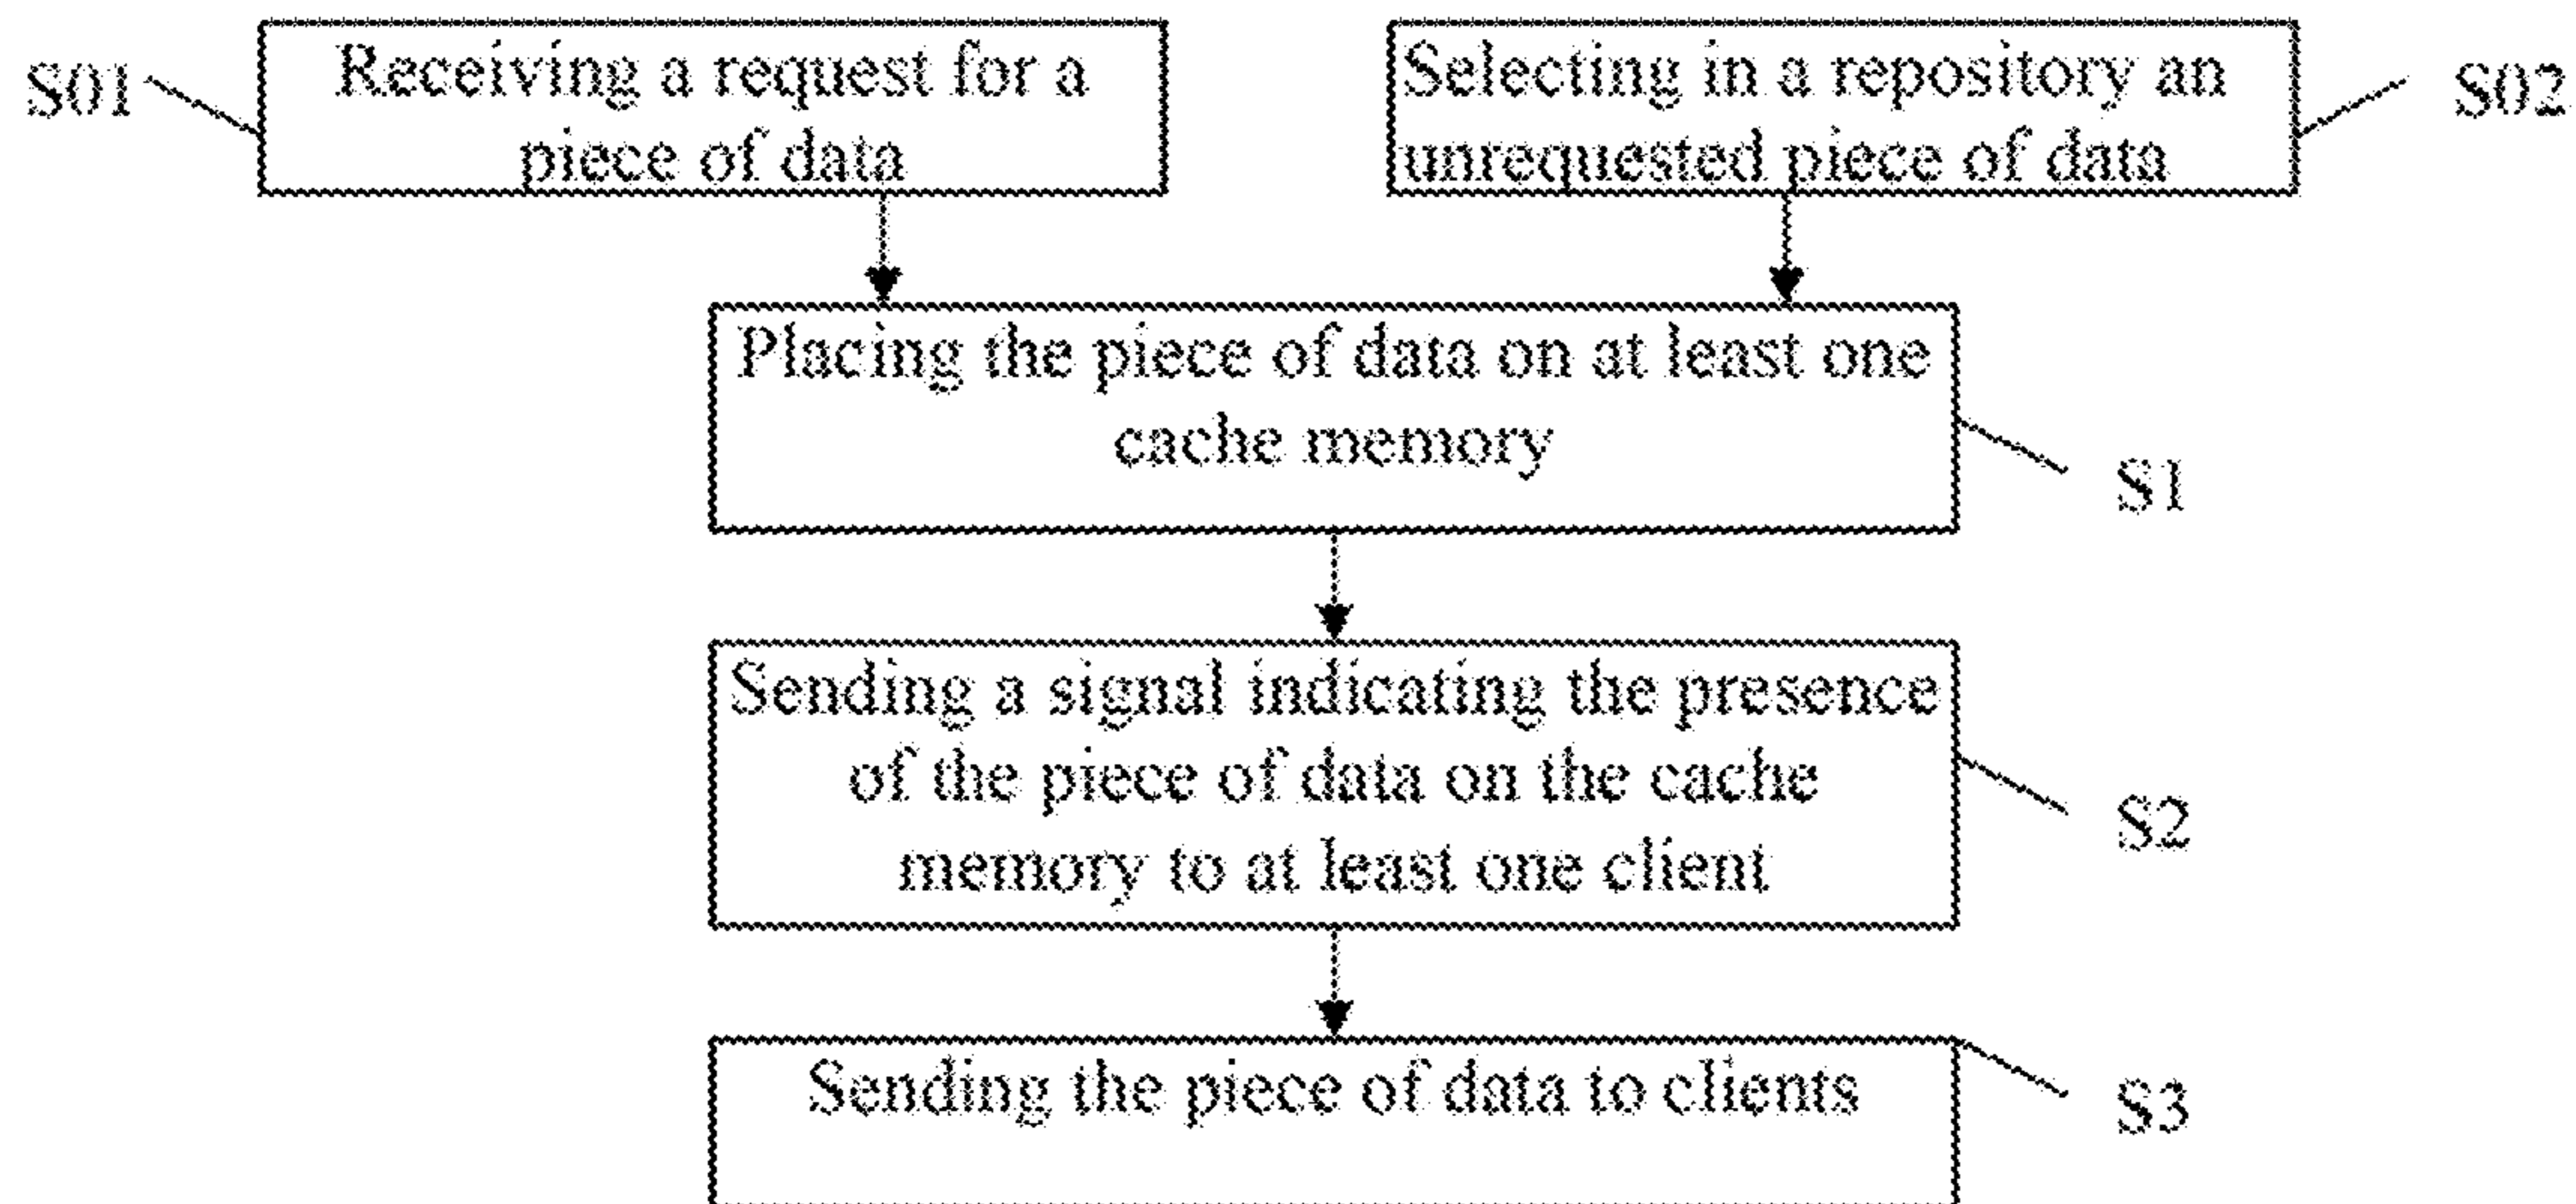 S01
Receiving a request for a
piece of data
Selecting in a repository an
unrequested piece of data
S02
Placing the piece of data on at least one
cache memory
S1
Sending a signal indicating the presence
of the piece of data on the cache
memory to at least one client
S2
Sending the piece of data to clients
S3